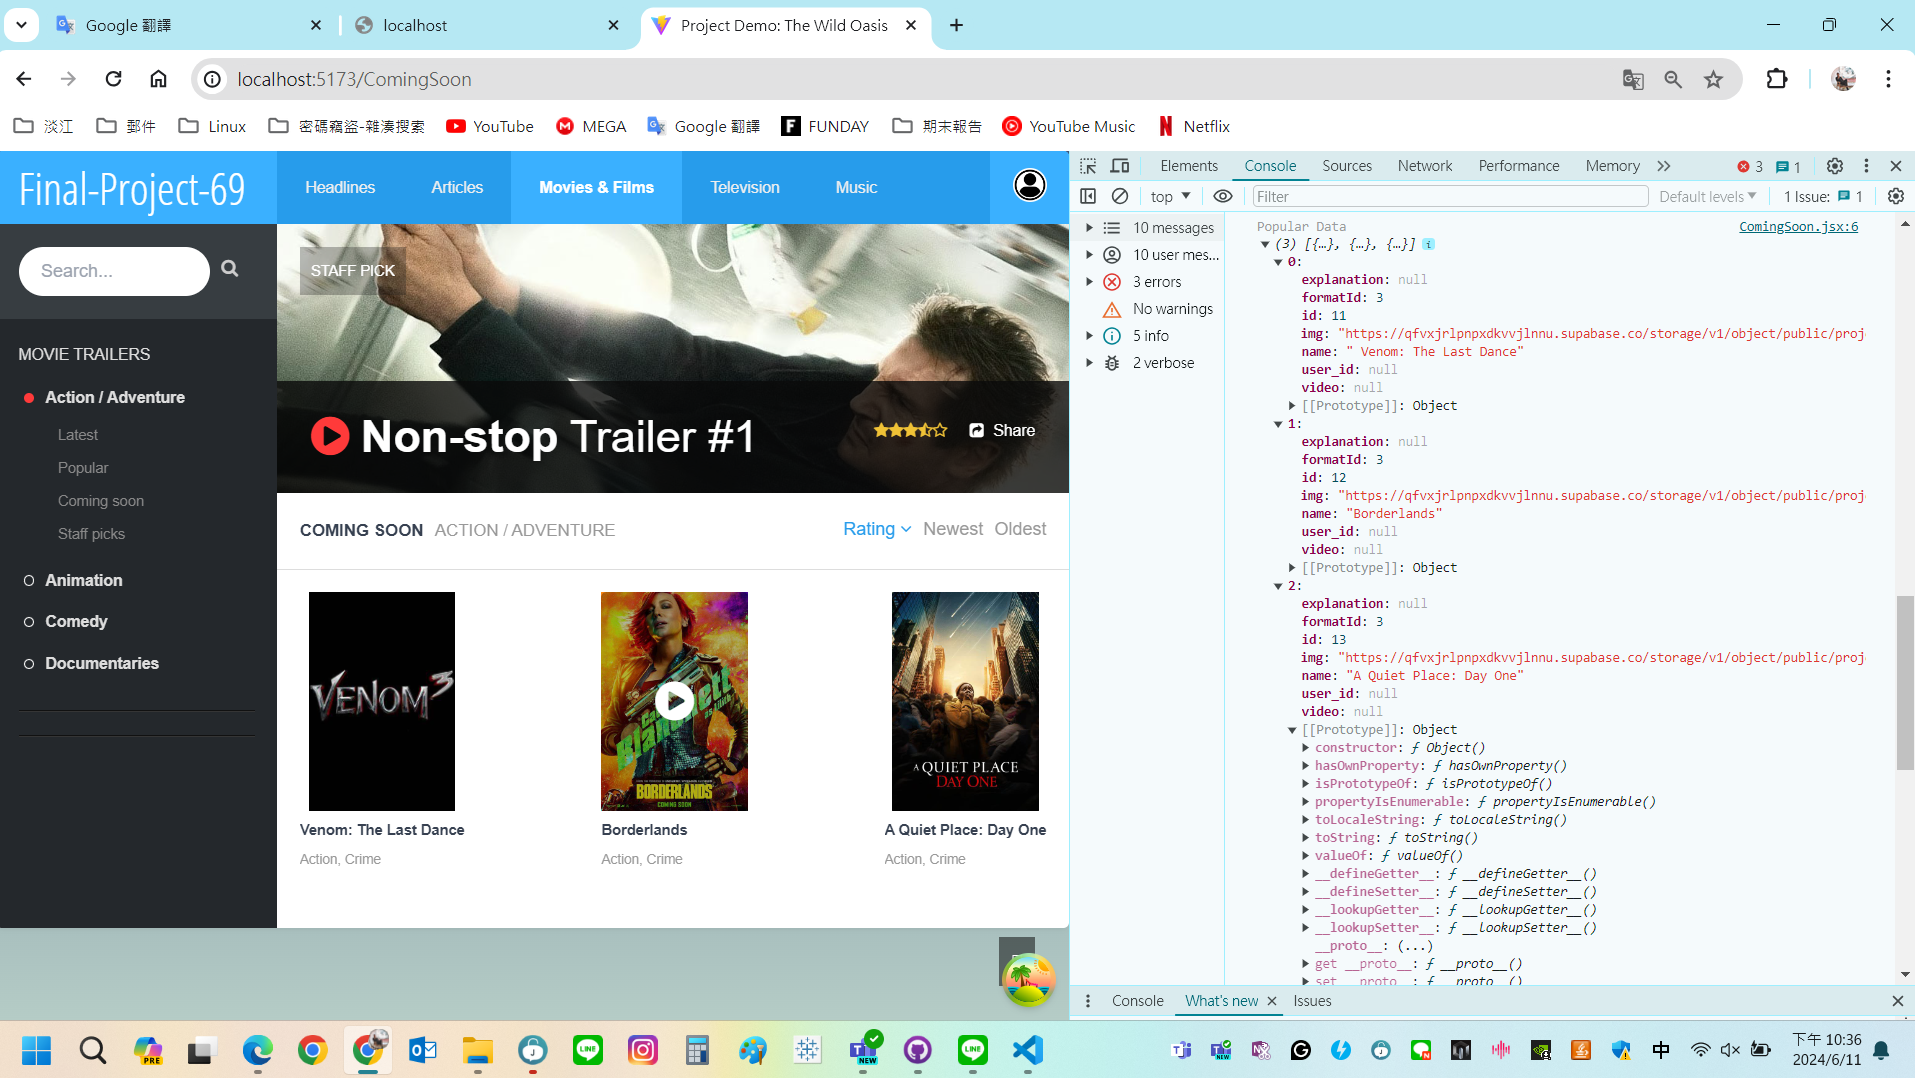 Google 翻譯
localhost
Project Demo: The Wild Oasis
localhost:5173/ComingSoon
淡江
郵件
Linux
密碼竊盜-雜湊搜索
YouTube
MEGA
Google 翻譯
FUNDAY
期末報告
YouTube Music
Netflix
Final-Project-69
Headlines
Articles
Movies & Films
Television
Music
Search...
MOVIE TRAILERS
Action / Adventure
Latest
Popular
Coming soon
Staff picks
Animation
Comedy
Documentaries
STAFF PICK
Non-stop Trailer #1
Share
COMING SOON ACTION / ADVENTURE
Rating Newest Oldest
VENOM 3
Cate Blanchett
BORDERLANDS
COMING SOON
A QUIET PLACE
DAY ONE
Venom: The Last Dance
Action, Crime
Borderlands
Action, Crime
A Quiet Place: Day One
Action, Crime
Elements Console Sources Network Performance Memory 3 1
top Filter Default levels 1 Issue: 1
10 messages
10 user mes...
3 errors
No warnings
5 info
2 verbose
Popular Data ComingSoon.jsx:6
(3) [{…}, {…}, {…}] i
0:
explanation: null
formatId: 3
id: 11
img: "https://qfvxjrlpnpxdkvvjlnnu.supabase.co/storage/v1/object/public/proj
name: " Venom: The Last Dance"
user_id: null
video: null
[[Prototype]]: Object
1:
explanation: null
formatId: 3
id: 12
img: "https://qfvxjrlpnpxdkvvjlnnu.supabase.co/storage/v1/object/public/proj
name: "Borderlands"
user_id: null
video: null
[[Prototype]]: Object
2:
explanation: null
formatId: 3
id: 13
img: "https://qfvxjrlpnpxdkvvjlnnu.supabase.co/storage/v1/object/public/proj
name: "A Quiet Place: Day One"
user_id: null
video: null
[[Prototype]]: Object
constructor: ƒ Object()
hasOwnProperty: ƒ hasOwnProperty()
isPrototypeOf: ƒ isPrototypeOf()
propertyIsEnumerable: ƒ propertyIsEnumerable()
toLocaleString: ƒ toLocaleString()
toString: ƒ toString()
valueOf: ƒ valueOf()
__defineGetter__: ƒ __defineGetter__()
__defineSetter__: ƒ __defineSetter__()
__lookupGetter__: ƒ __lookupGetter__()
__lookupSetter__: ƒ __lookupSetter__()
__proto__: (...)
get __proto__: ƒ __proto__()
set __proto__: ƒ __proto__()
Console What's new Issues
PRE
LINE
NEW
LINE
中
下午 10:36
2024/6/11